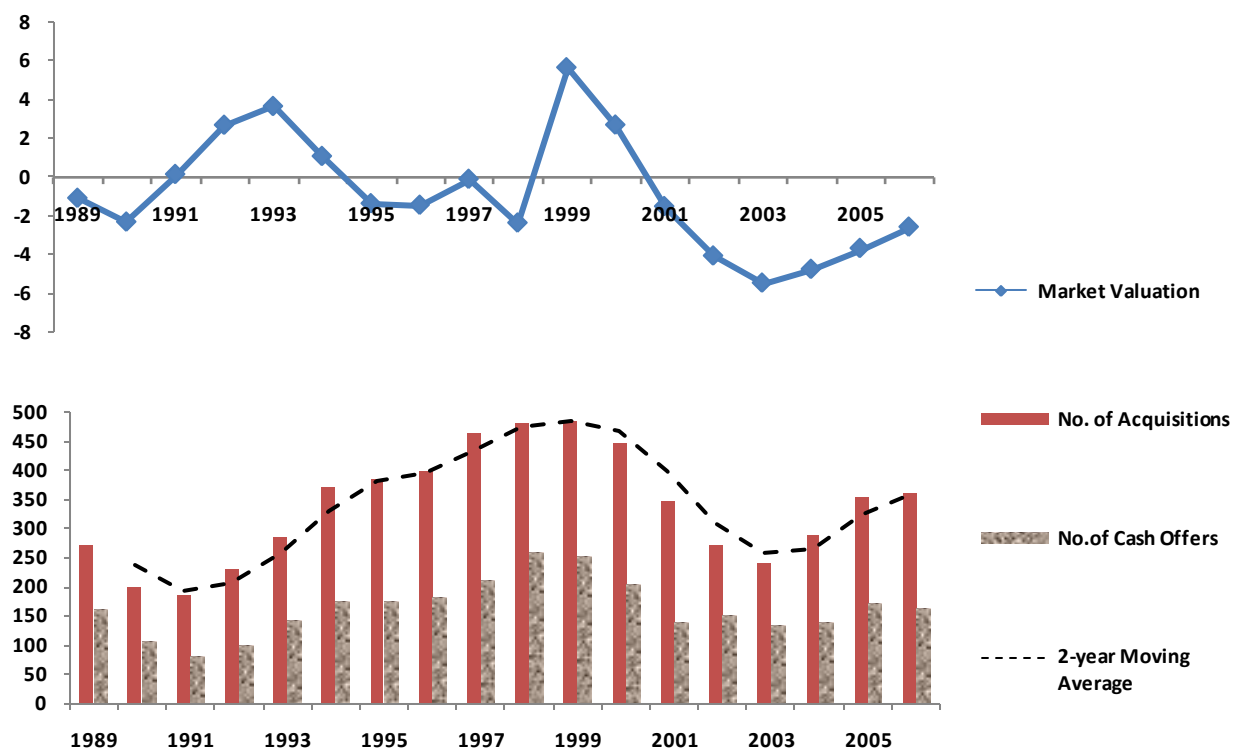 8
6
4
2
0
-2
-4
-6
-8
1989 1991 1993 1995 1997 1999 2001 2003 2005
Market Valuation
500
450
400
350
300
250
200
150
100
50
0
1989 1991 1993 1995 1997 1999 2001 2003 2005
No. of Acquisitions
No.of Cash Offers
2-year Moving
Average